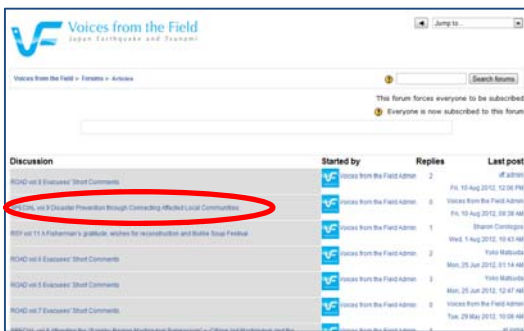 Voices from the Field
Japan Earthquake and Tsunami
Jump to...
Voices from the Field ► Forums ► Articles
Search forums
This forum forces everyone to be subscribed
Everyone is now subscribed to this forum
Discussion Started by Replies Last post
ROAD vol.8 Evacuees' Short Comments Voices from the Field Admin 2 vff admin
Fri, 10 Aug 2012, 12:06 PM
SPECIAL vol.9 Disaster Prevention through Connecting Affected Local Communities Voices from the Field Admin 0 Voices from the Field Admin
Fri, 10 Aug 2012, 09:38 AM
vol.11 A Fisherman's gratitude, wishes for reconstruction and Bottle Soup Festival Voices from the Field Admin 1 Sharon
Wed, 1 Aug 2012, 10:43 AM
ROAD vol.6 Evacuees' Short Comments Voices from the Field Admin 2 Yoko Matsuda
Mon, 25 Jun 2012, 01:14 AM
ROAD vol.5 Evacuees' Short Comments Voices from the Field Admin 3 Yoko Matsuda
Mon, 25 Jun 2012, 12:47 AM
ROAD vol.7 Evacuees' Short Comments Voices from the Field Admin 0 Voices from the Field Admin
Tue, 29 May 2012, 10:08 AM